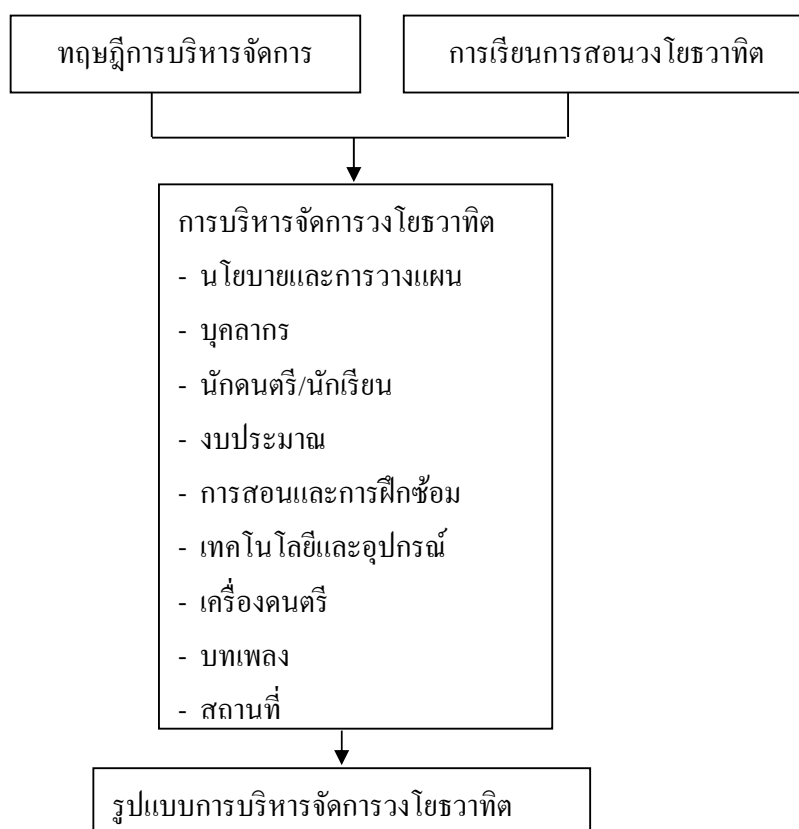 ทฤษฎีการบริหารจัดการ
การเรียนการสอนวงโยธวาทิต
การบริหารจัดการวงโยธวาทิต
- นโยบายและการวางแผน
- บุคลากร
- นักดนตรี/นักเรียน
- งบประมาณ
- การสอนและการฝึกซ้อม
- เทคโนโลยีและอุปกรณ์
- เครื่องดนตรี
- บทเพลง
- สถานที่
รูปแบบการบริหารจัดการวงโยธวาทิต